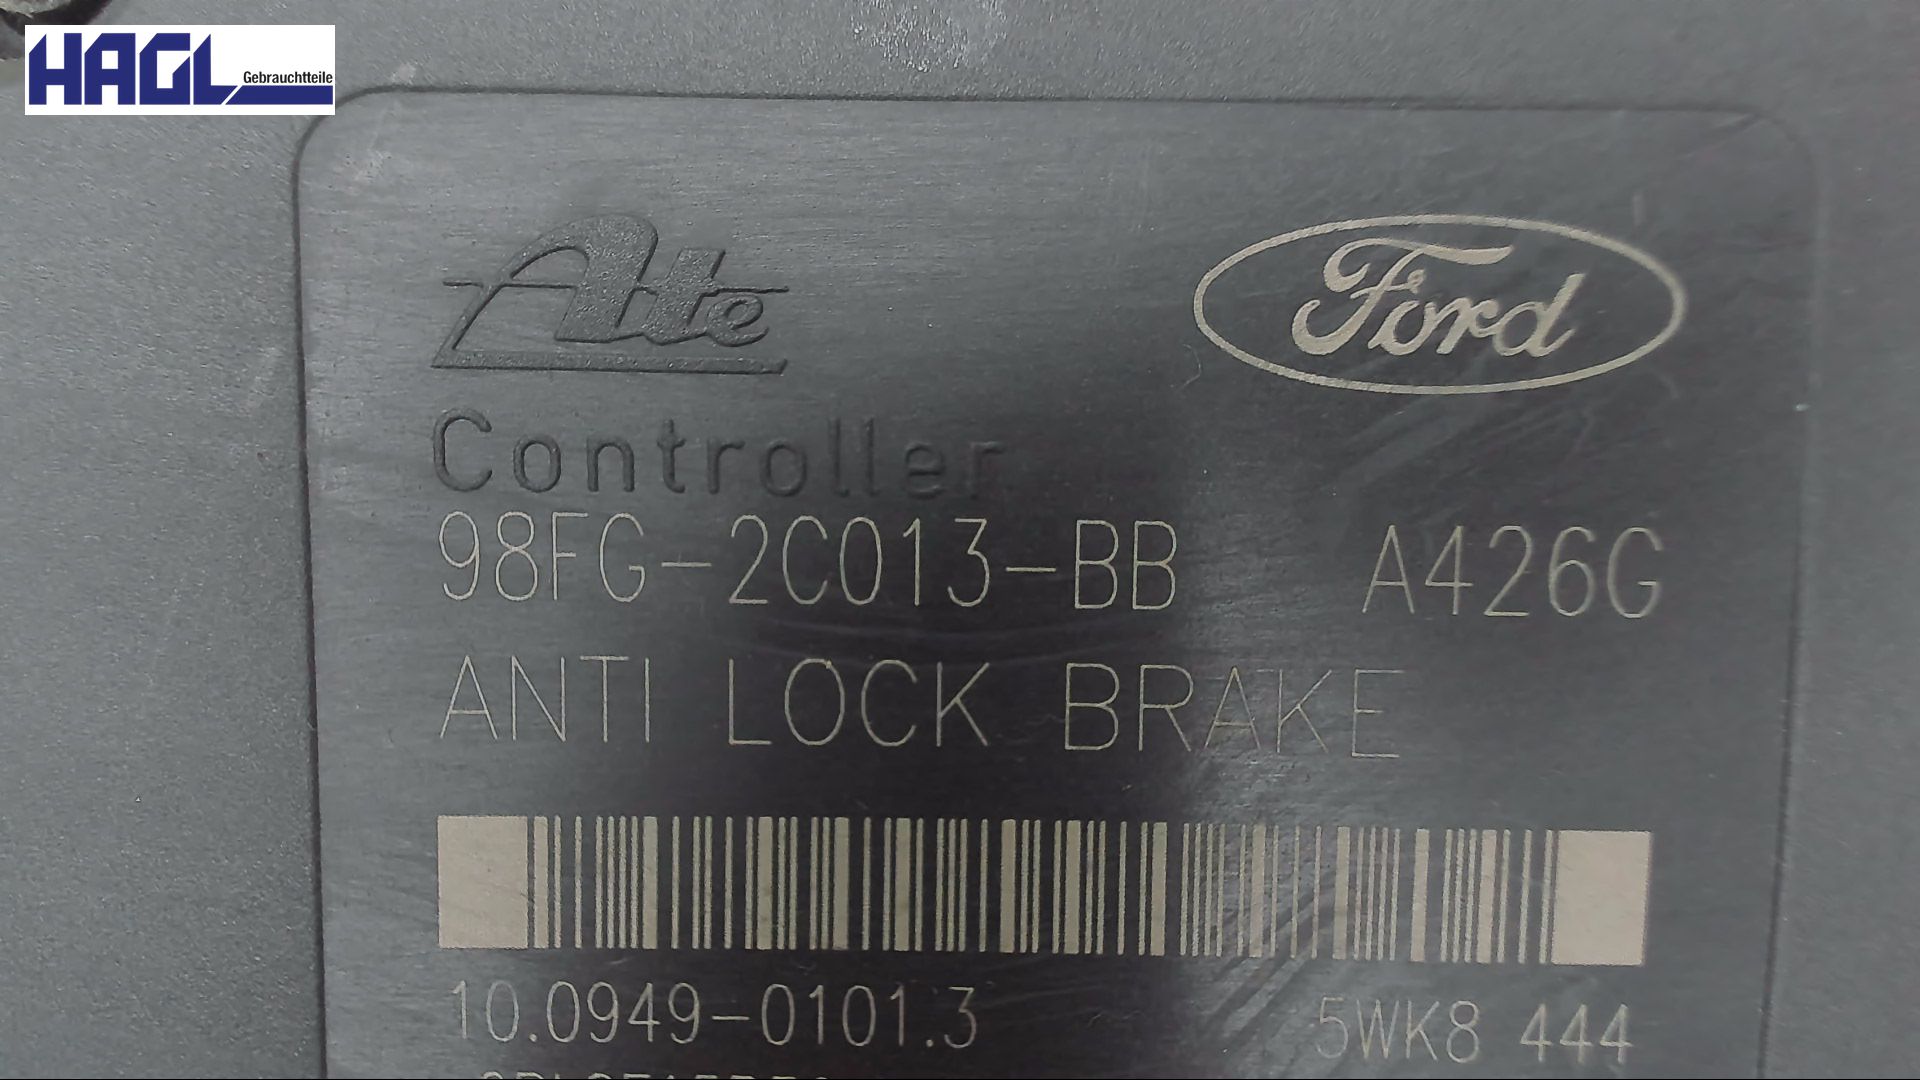 HAGL Gebrauchtteile
Ate Ford
Controller
98FG-2C013-BB A426G
ANTI LOCK BRAKE
10.0949-0101.3 5WK8 444